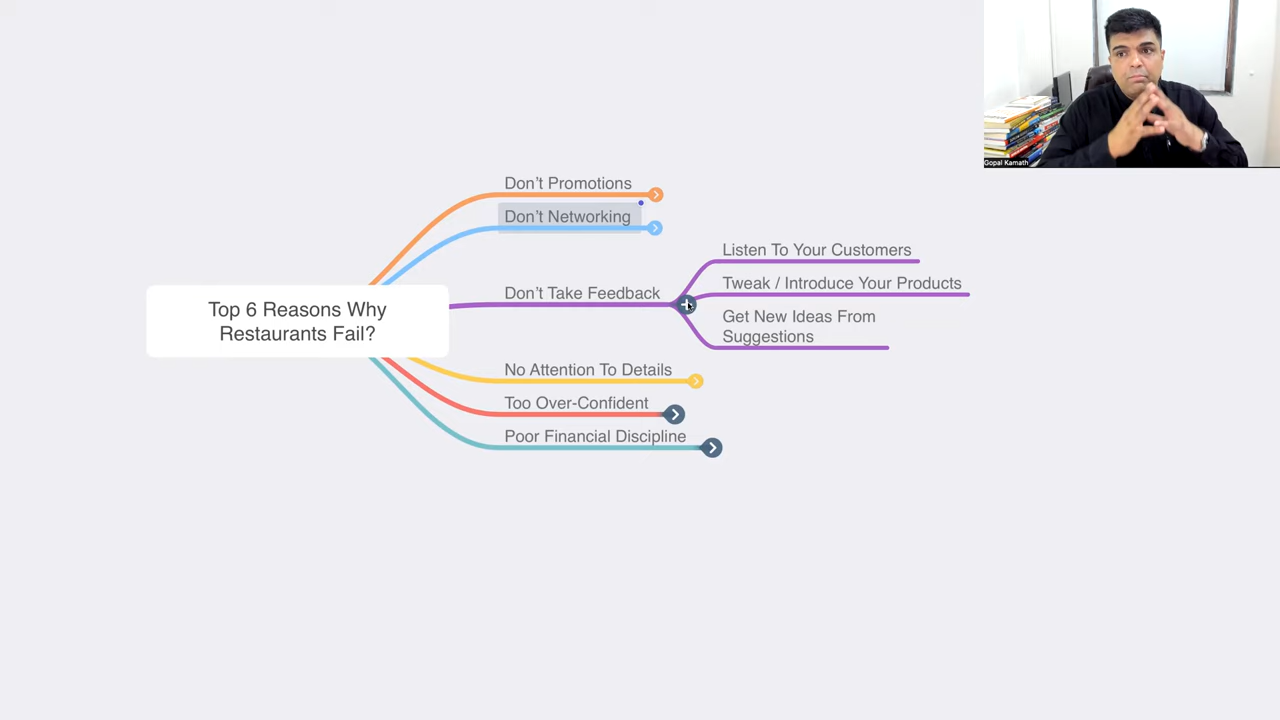 Gopal Kamath
Don't Promotions
Don't Networking
Listen To Your Customers
Tweak / Introduce Your Products
Don't Take Feedback
Get New Ideas From
Suggestions
Top 6 Reasons Why
Restaurants Fail?
No Attention To Details
Too Over-Confident
Poor Financial Discipline